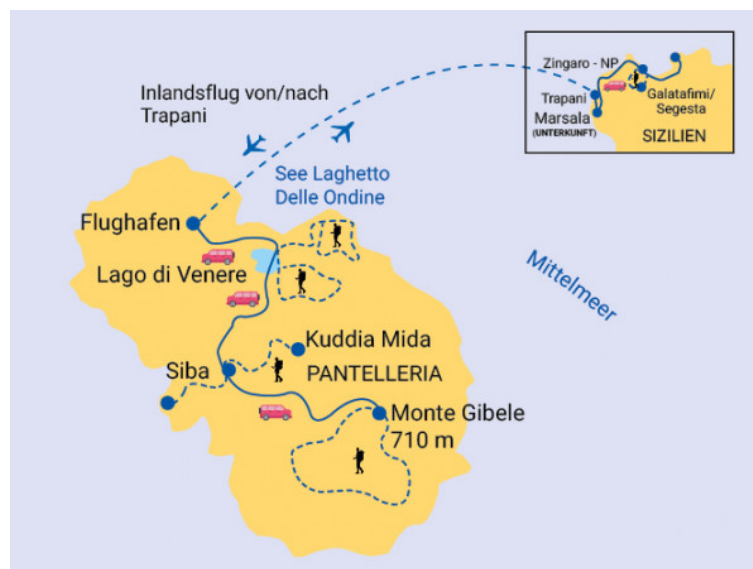 Inlandsflug von/nach
Trapani
Zingaro - NP
Trapani
Galatafimi/
Segesta
Marsala
(UNTERKUNFT)
SIZILIEN
See Laghetto
Delle Ondine
Flughafen
Lago di Venere
Mittelmeer
Kuddia Mida
Siba
PANTELLERIA
Monte Gibele
710 m